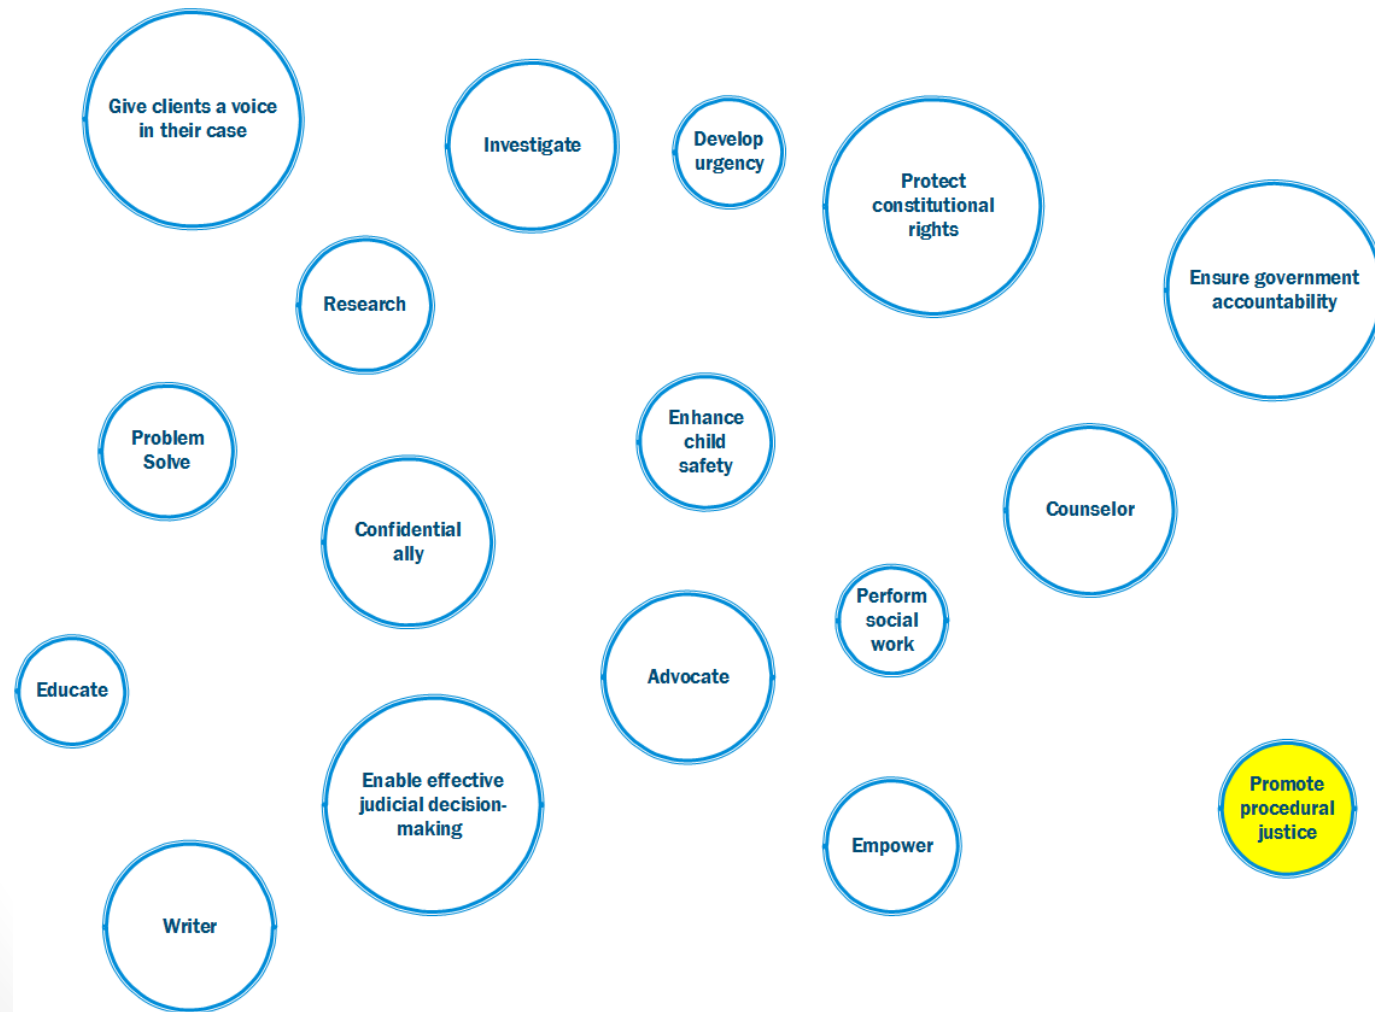 Give clients a voice
in their case
Investigate
Develop
urgency
Protect
constitutional
rights
Ensure government
accountability
Research
Problem
Solve
Enhance
child
safety
Confidential
ally
Counselor
Perform
social
work
Educate
Advocate
Enable effective
judicial decision-
making
Promote
procedural
justice
Empower
Writer